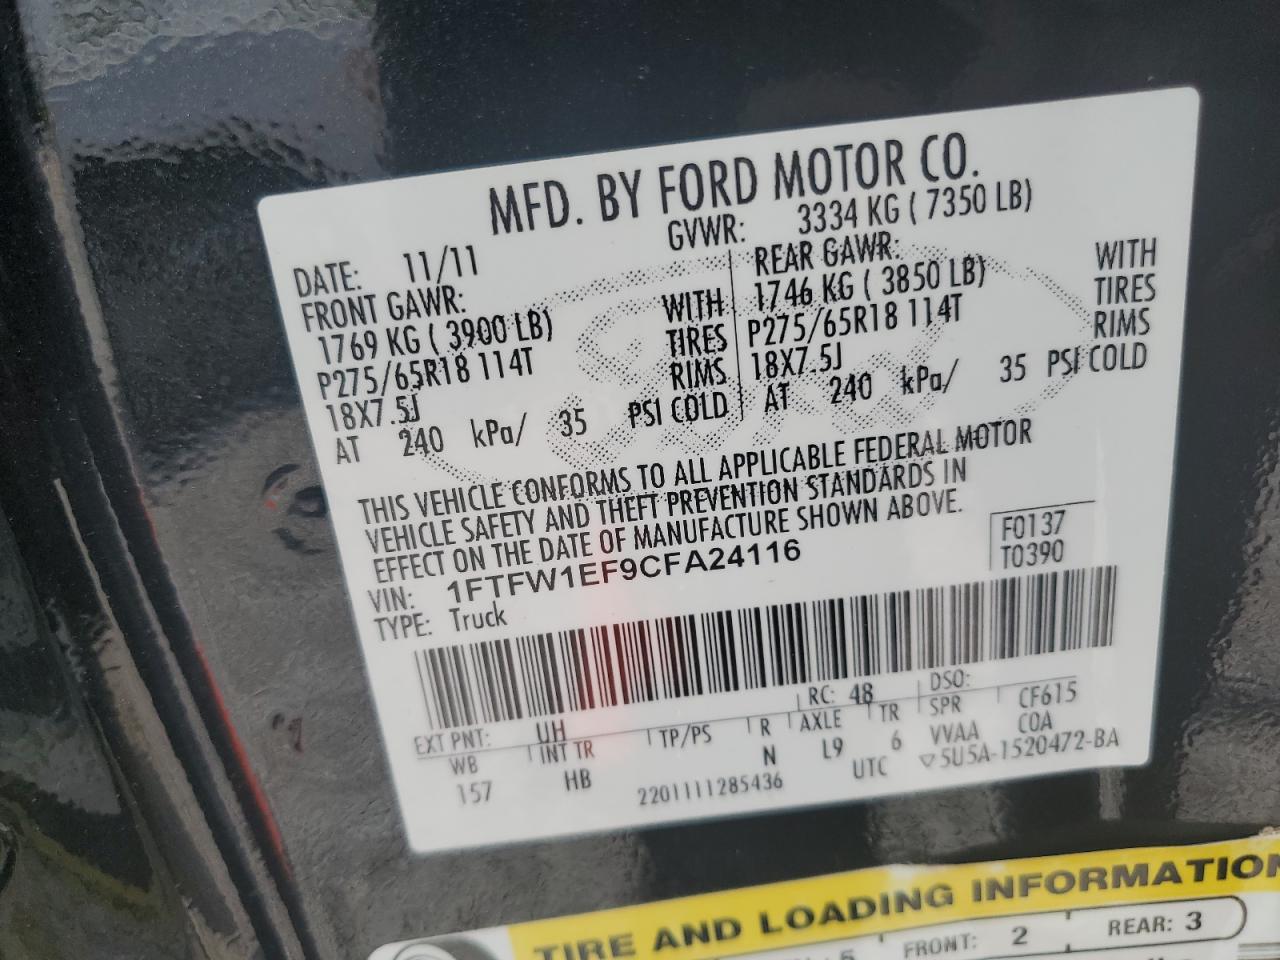 MFD. BY FORD MOTOR CO.
DATE: 11/11 GVWR: 3334 KG ( 7350 LB)
FRONT GAWR: REAR GAWR:
1769 KG ( 3900 LB) WITH 1746 KG ( 3850 LB) WITH
P275/65R18 114T TIRES P275/65R18 114T TIRES
18X7.5J RIMS 18X7.5J RIMS
AT 240 kPa/ 35 PSI COLD AT 240 kPa/ 35 PSI COLD
THIS VEHICLE CONFORMS TO ALL APPLICABLE FEDERAL MOTOR
VEHICLE SAFETY AND THEFT PREVENTION STANDARDS IN
EFFECT ON THE DATE OF MANUFACTURE SHOWN ABOVE.
VIN: 1FTFW1EF9CFA24116 F0137
TYPE: Truck T0390
EXT PNT: UH RC: 48 DSO:
WB INT TR TP/PS R AXLE TR SPR CF615
157 HB N L9 6 VVAA COA
2201111285436 UTC ▽5U5A-1520472-BA
TIRE AND LOADING INFORMATION
5 FRONT: 2 REAR: 3